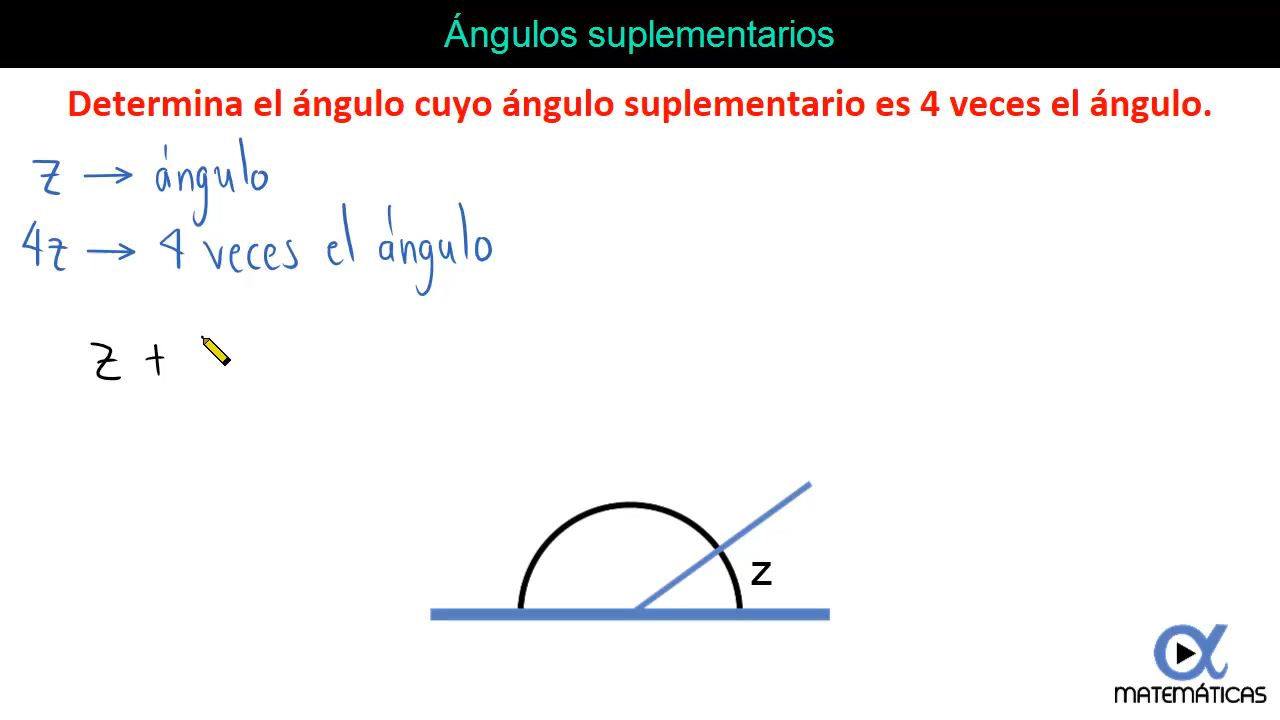 Ángulos suplementarios
Determina el ángulo cuyo ángulo suplementario es 4 veces el ángulo.
z → ángulo
4z → 4 veces el ángulo
z +
z
MATEMÁTICAS